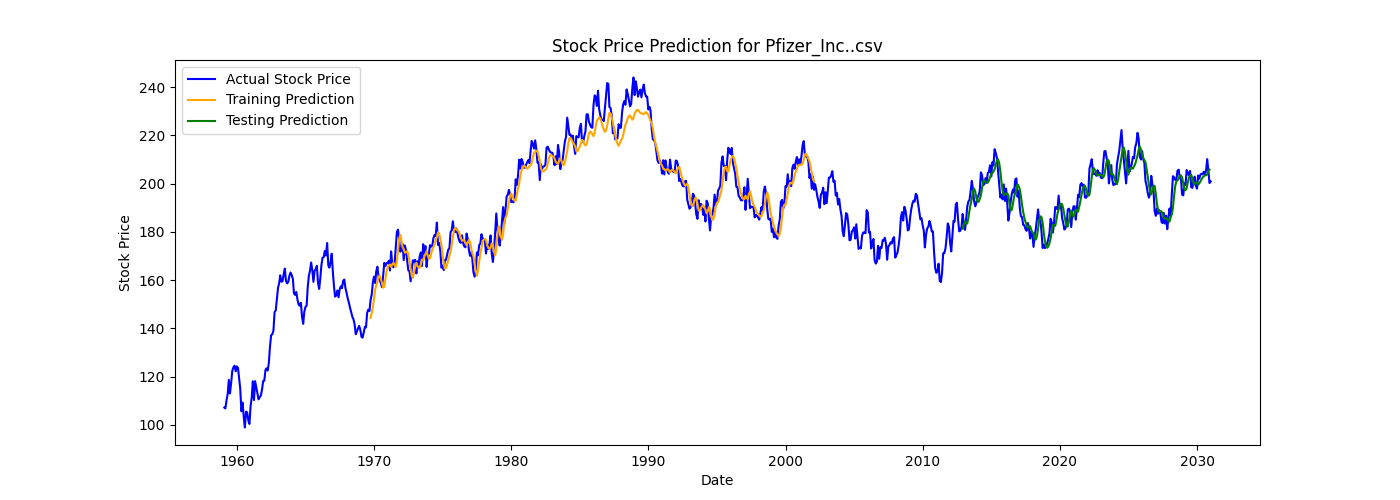 Stock Price Prediction for Pfizer_Inc..csv
Actual Stock Price
Training Prediction
Testing Prediction
Stock Price
240
220
200
180
160
140
120
100
1960 1970 1980 1990 2000 2010 2020 2030
Date